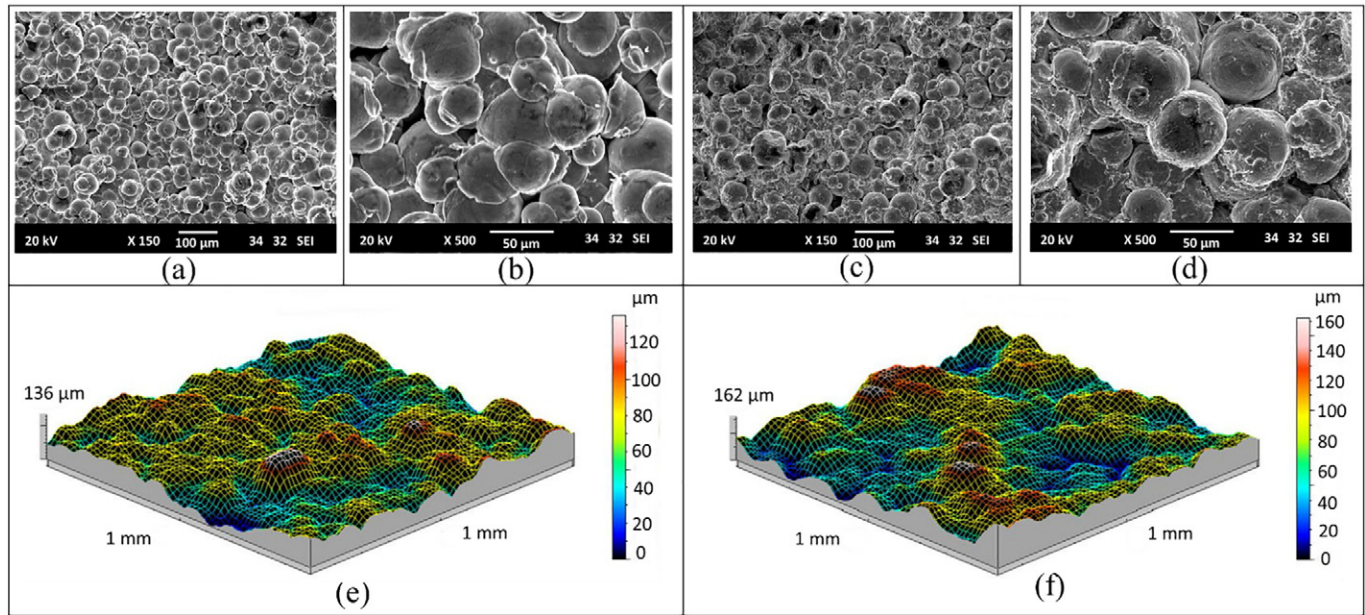 20 kV X 150 100 µm 34 32 SEI
(a)
20 kV X 500 50 µm 34 32 SEI
(b)
20 kV X 150 100 µm 34 32 SEI
(c)
20 kV X 500 50 µm 34 32 SEI
(d)
µm
120
100
80
60
40
20
0
136 µm
1 mm
1 mm
(e)
µm
160
140
120
100
80
60
40
20
0
162 µm
1 mm
1 mm
(f)